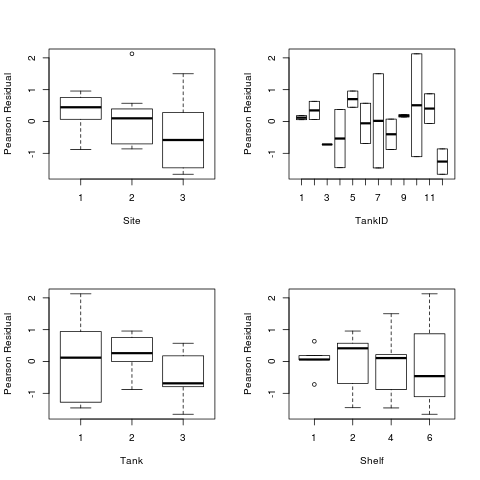 Pearson Residual
2
1
0
-1
1 2 3
Site
Pearson Residual
2
1
0
-1
1 3 5 7 9 11
TankID
Pearson Residual
2
1
0
-1
1 2 3
Tank
Pearson Residual
2
1
0
-1
1 2 4 6
Shelf